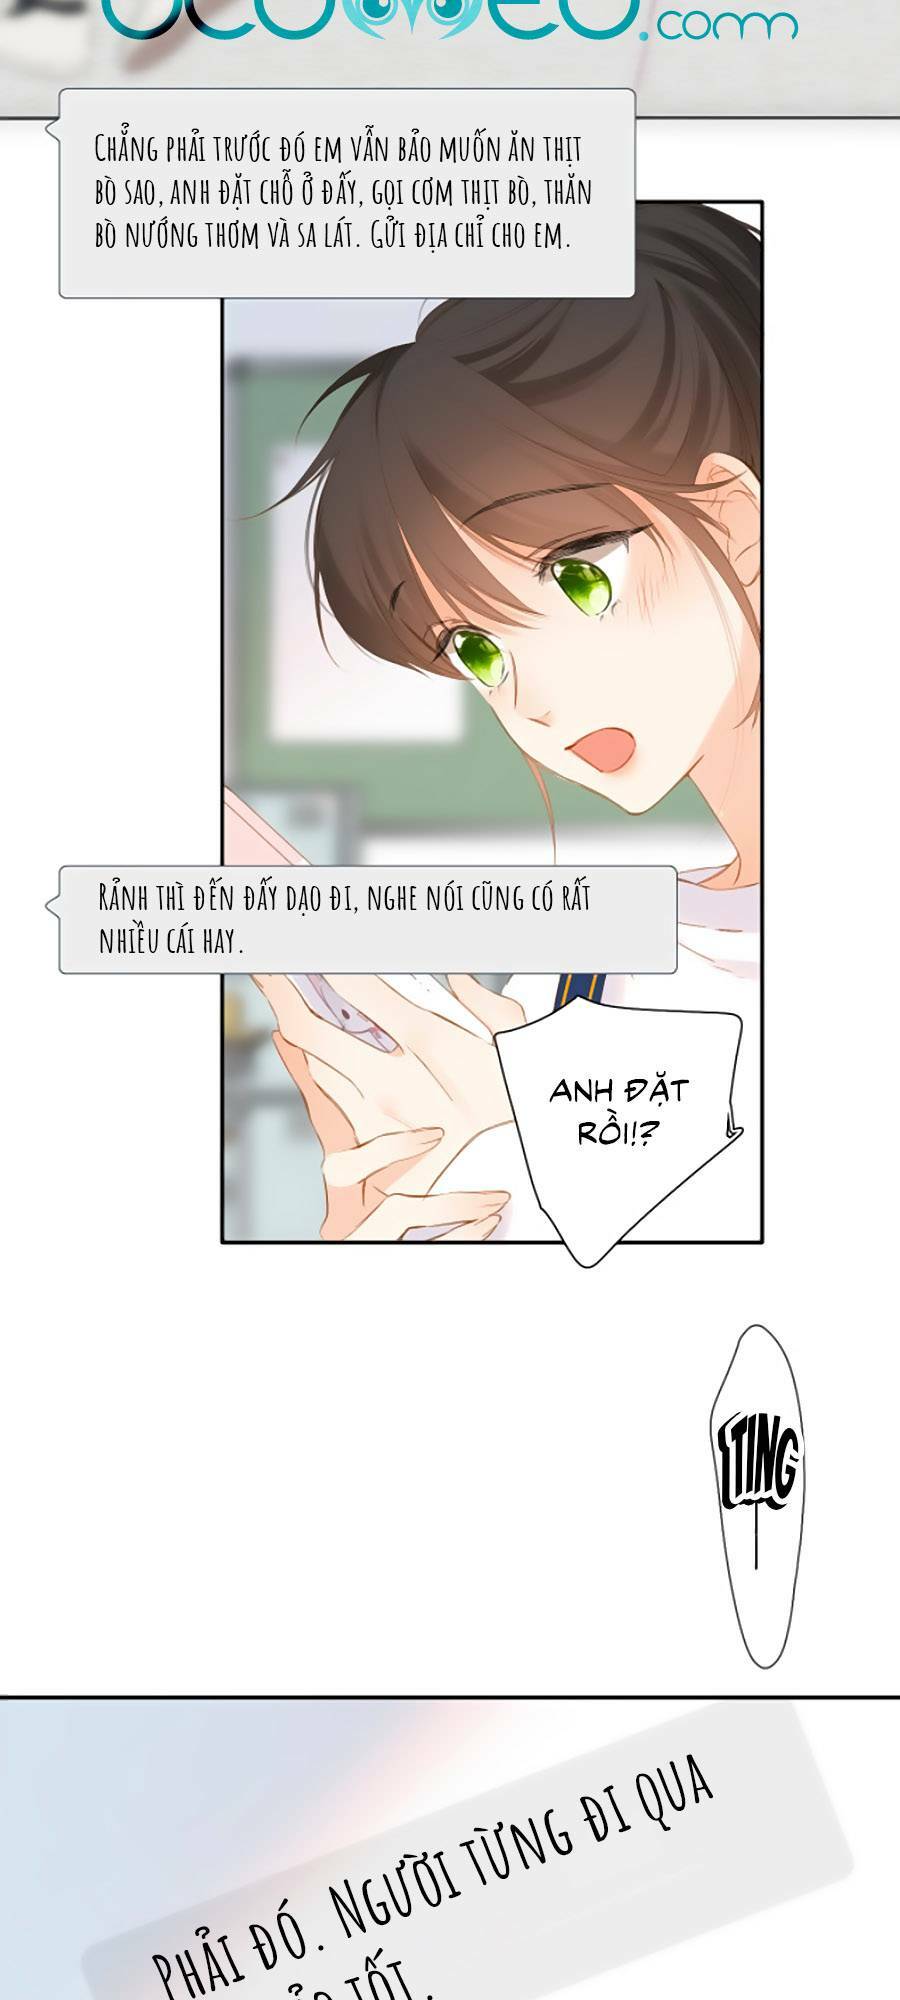 OCOMEO.com
Chẳng phải trước đó em vẫn bảo muốn ăn thịt
bò sao, anh đặt chỗ ở đấy, gọi cơm thịt bò, thăn
bò nướng thơm và sa lát. Gửi địa chỉ cho em.
Rảnh thì đến đấy dạo đi, nghe nói cũng có rất
nhiều cái hay.
ANH ĐẶT
RỒI!?
TING
Phải đó. Người từng đi qua
tốt.